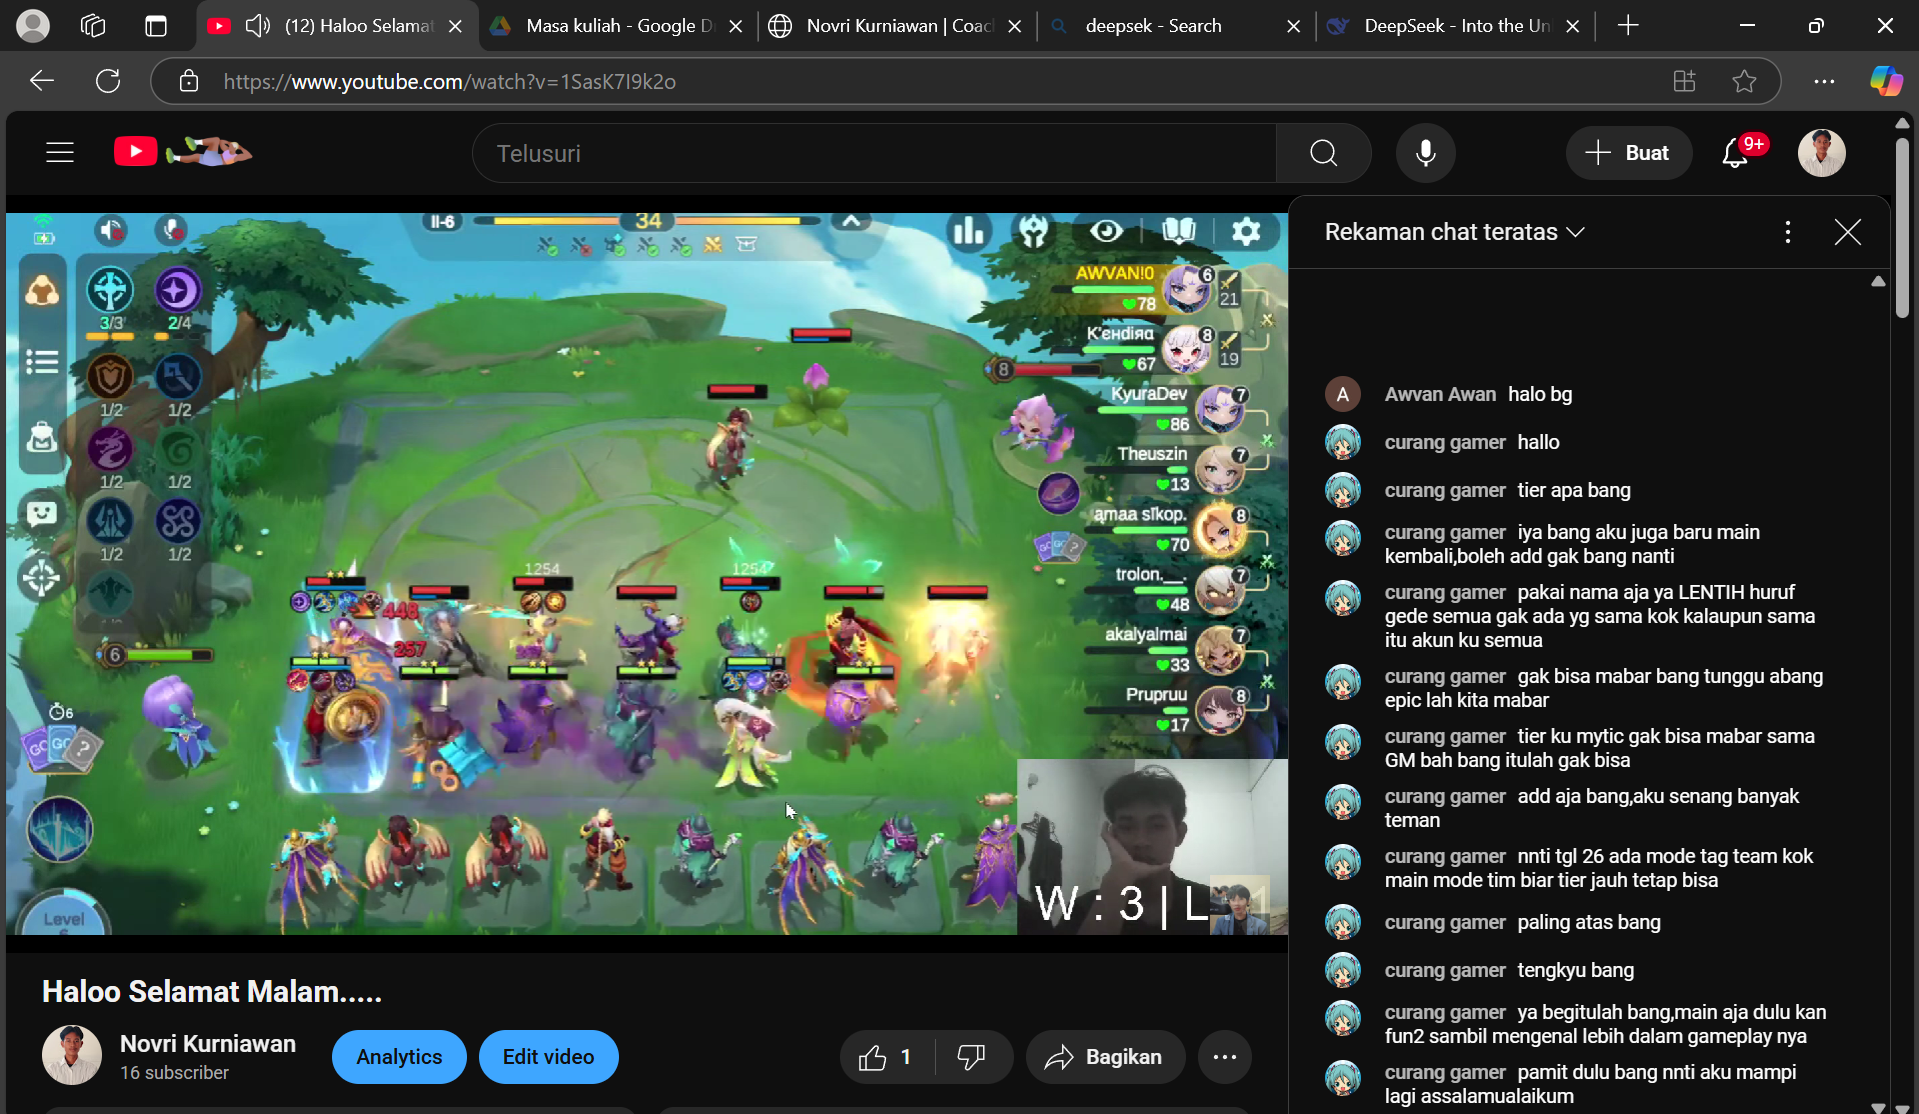 (12) Haloo Selamat
Masa kuliah - Google D
Novri Kurniawan | Coac
deepsek - Search
DeepSeek - Into the Un
https://www.youtube.com/watch?v=1SasK7I9k2o
Telusuri
Buat
9+
II-6
34
3/3
2/4
1/2
1/2
1/2
1/2
1/2
1/2
6
6
Level
AWVAN!0
6
78
21
K'єнdiяα
8
67
19
8
KyuraDev
7
86
Theuszin
7
13
ąmaa sīkop.
8
70
trolon.__.
7
48
akalyalmai
7
33
Prupruu
8
17
1254
1254
448
257
W : 3 | L
Haloo Selamat Malam.....
Novri Kurniawan
16 subscriber
Analytics
Edit video
1
Bagikan
Rekaman chat teratas
A
Awvan Awan halo bg
curang gamer hallo
curang gamer tier apa bang
curang gamer iya bang aku juga baru main
kembali,boleh add gak bang nanti
curang gamer pakai nama aja ya LENTIH huruf
gede semua gak ada yg sama kok kalaupun sama
itu akun ku semua
curang gamer gak bisa mabar bang tunggu abang
epic lah kita mabar
curang gamer tier ku mytic gak bisa mabar sama
GM bah bang itulah gak bisa
curang gamer add aja bang,aku senang banyak
teman
curang gamer nnti tgl 26 ada mode tag team kok
main mode tim biar tier jauh tetap bisa
curang gamer paling atas bang
curang gamer tengkyu bang
curang gamer ya begitulah bang,main aja dulu kan
fun2 sambil mengenal lebih dalam gameplay nya
curang gamer pamit dulu bang nnti aku mampi
lagi assalamualaikum